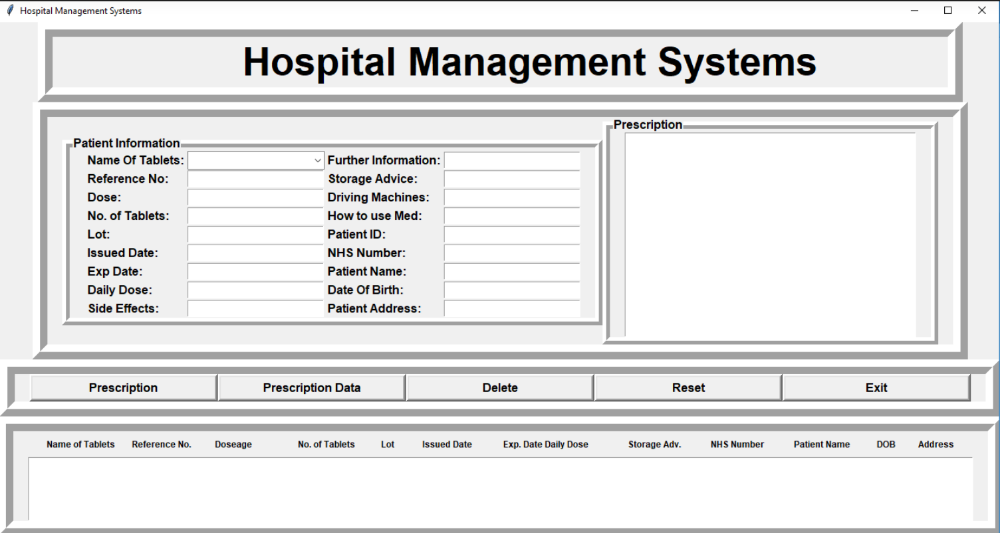 Hospital Management Systems
Hospital Management Systems
Patient Information
Name Of Tablets: Further Information:
Reference No: Storage Advice:
Dose: Driving Machines:
No. of Tablets: How to use Med:
Lot: Patient ID:
Issued Date: NHS Number:
Exp Date: Patient Name:
Daily Dose: Date Of Birth:
Side Effects: Patient Address:
Prescription
Prescription Prescription Data Delete Reset Exit
Name of Tablets Reference No. Doseage No. of Tablets Lot Issued Date Exp. Date Daily Dose Storage Adv. NHS Number Patient Name DOB Address